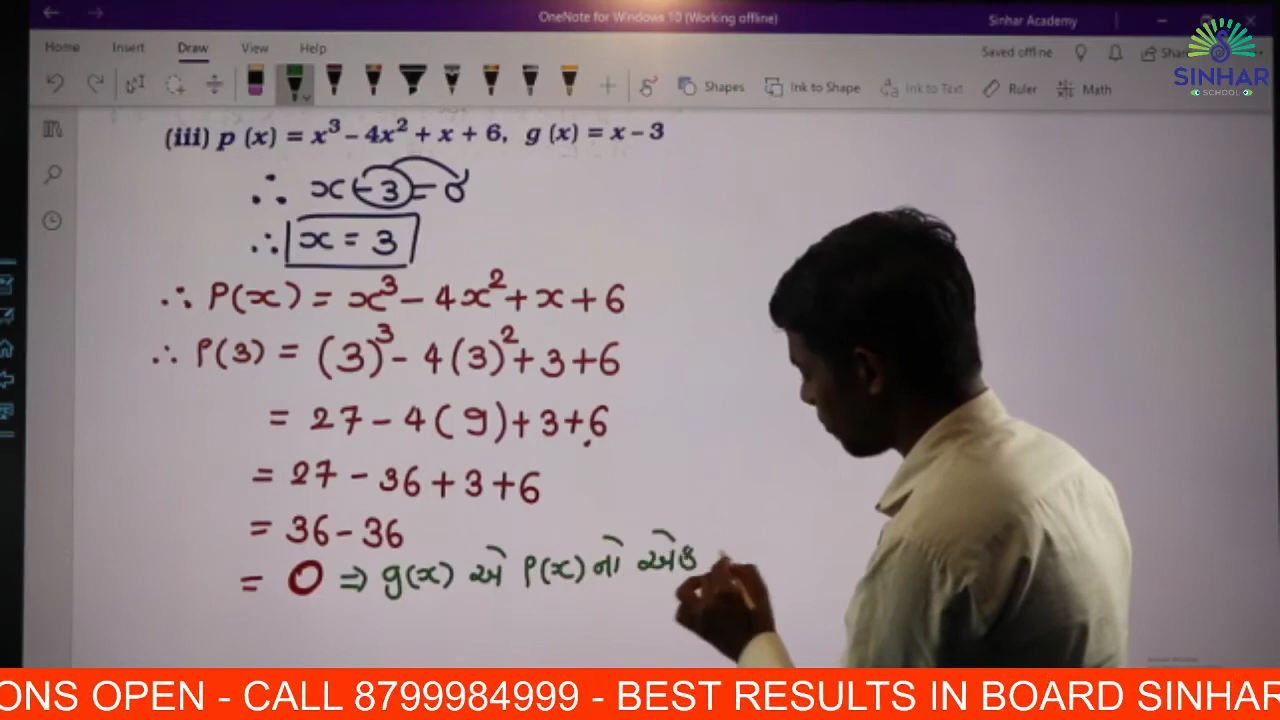 OneNote for Windows 10 (Working offline)
Sinhar Academy
Home Insert Draw View Help
Saved offline
Shapes Ink to Shape Ink to Text Ruler Math
SINHAR
SCHOOL
(iii) p (x) = x³ – 4x² + x + 6, g (x) = x – 3
∴ x - 3 = 0
∴ x = 3
∴ P(x) = x³ - 4x² + x + 6
∴ P(3) = (3)³ - 4(3)² + 3 + 6
= 27 - 4(9) + 3 + 6
= 27 - 36 + 3 + 6
= 36 - 36
= 0 ⇒ g(x) એ P(x) નો એક
ONS OPEN - CALL 8799984999 - BEST RESULTS IN BOARD SINHAR